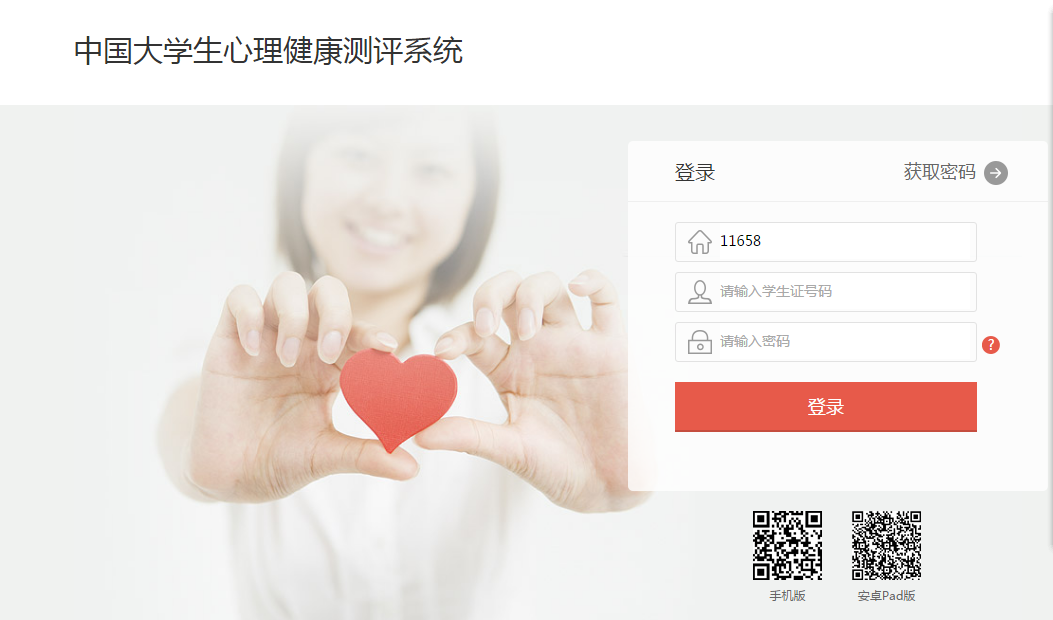 中国大学生心理健康测评系统
登录
获取密码
11658
请输入学生证号码
请输入密码
?
登录
手机版
安卓Pad版